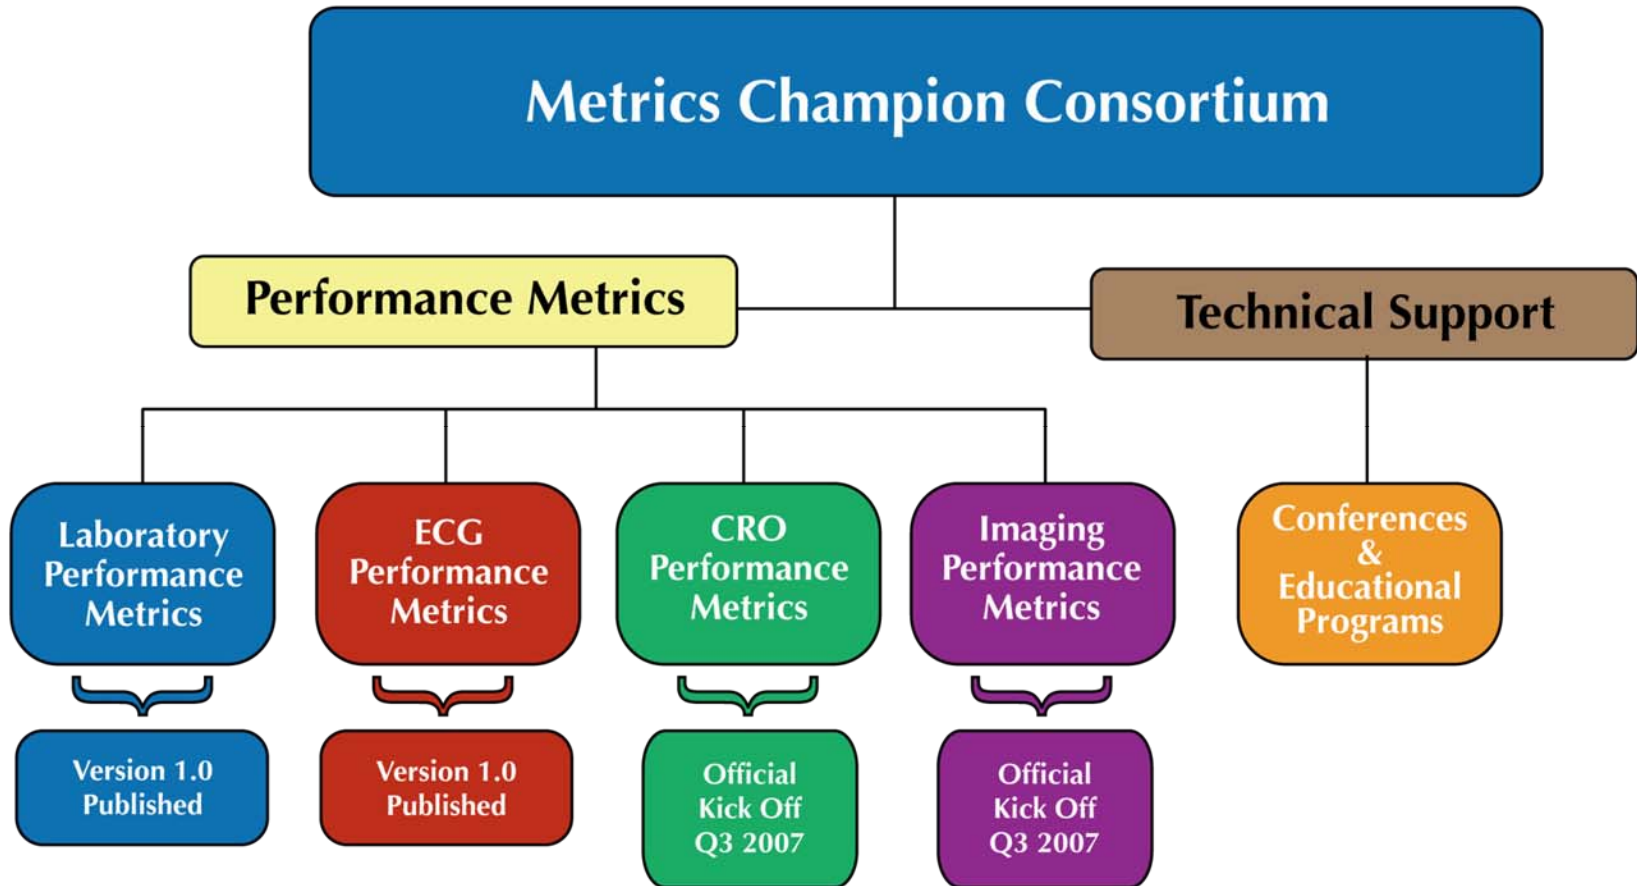 Metrics Champion Consortium
Performance Metrics
Technical Support
Laboratory
Performance
Metrics
ECG
Performance
Metrics
CRO
Performance
Metrics
Imaging
Performance
Metrics
Conferences
&
Educational
Programs
Version 1.0
Published
Version 1.0
Published
Official
Kick Off
Q3 2007
Official
Kick Off
Q3 2007